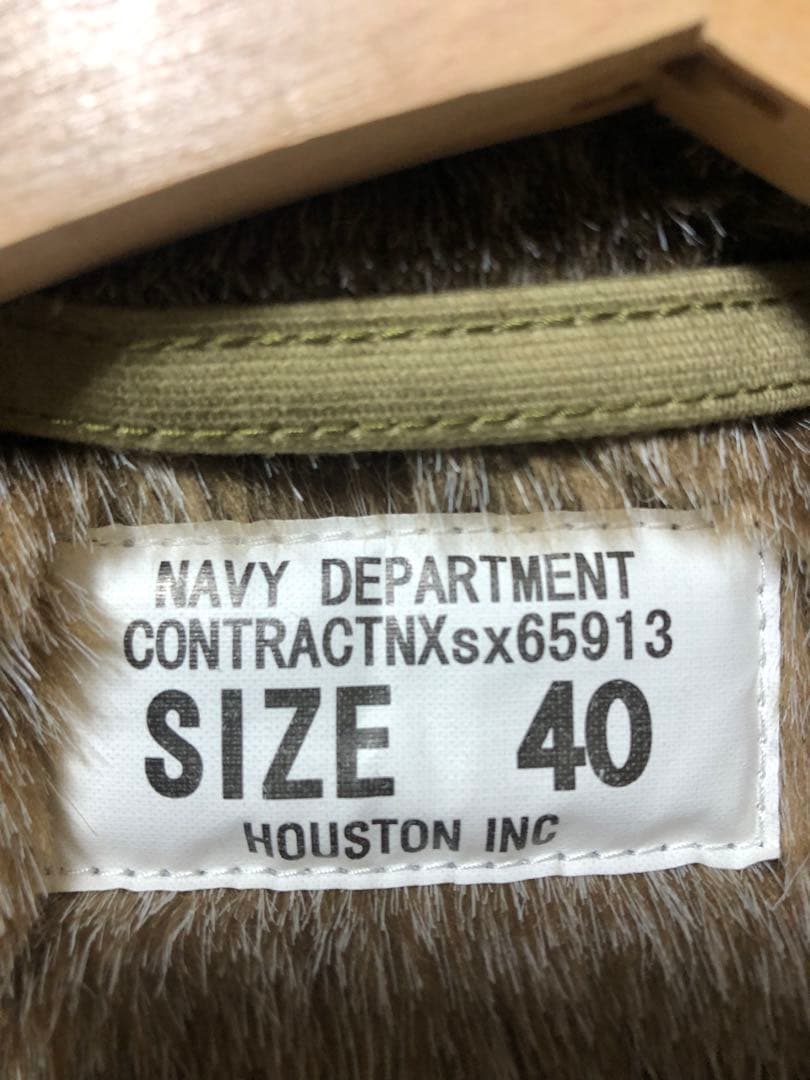 NAVY DEPARTMENT
CONTRACTNXsx65913
SIZE 40
HOUSTON INC